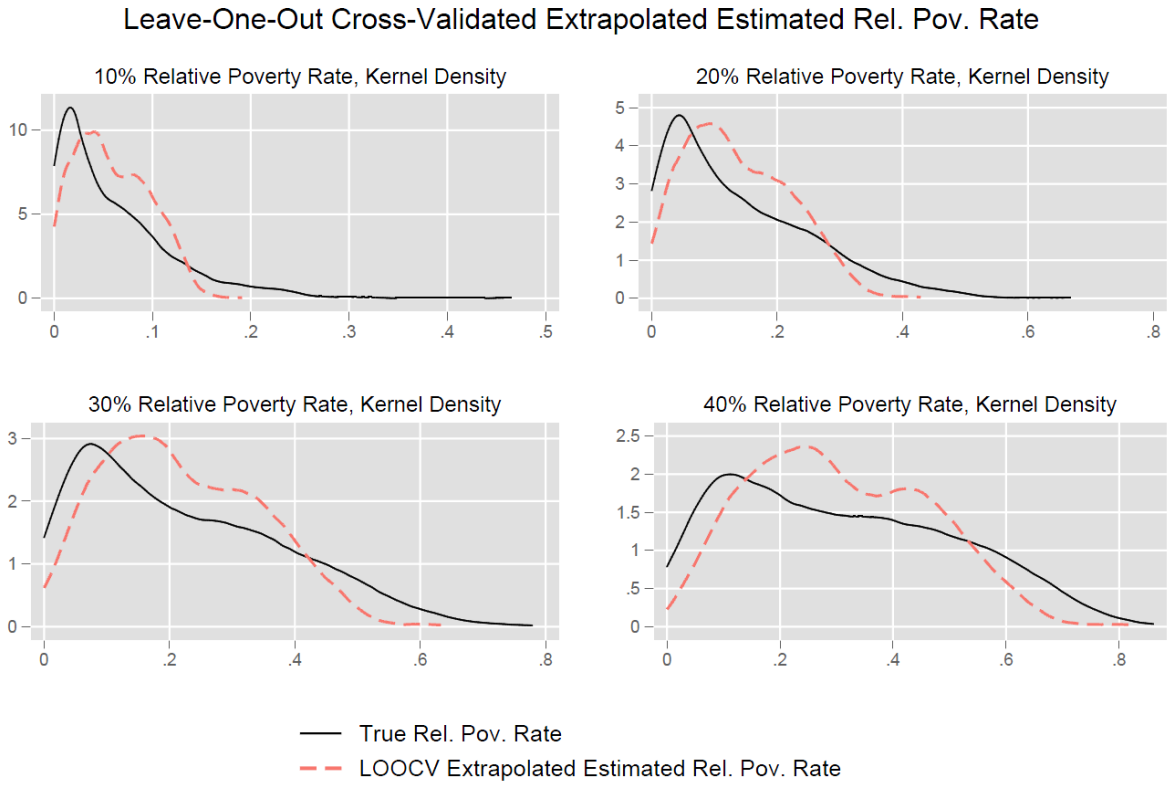 Leave-One-Out Cross-Validated Extrapolated Estimated Rel. Pov. Rate
10% Relative Poverty Rate, Kernel Density
10
5
0
0 .1 .2 .3 .4 .5
20% Relative Poverty Rate, Kernel Density
5
4
3
2
1
0
0 .2 .4 .6 .8
30% Relative Poverty Rate, Kernel Density
3
2
1
0
0 .2 .4 .6 .8
40% Relative Poverty Rate, Kernel Density
2.5
2
1.5
1
.5
0
0 .2 .4 .6 .8
True Rel. Pov. Rate
LOOCV Extrapolated Estimated Rel. Pov. Rate